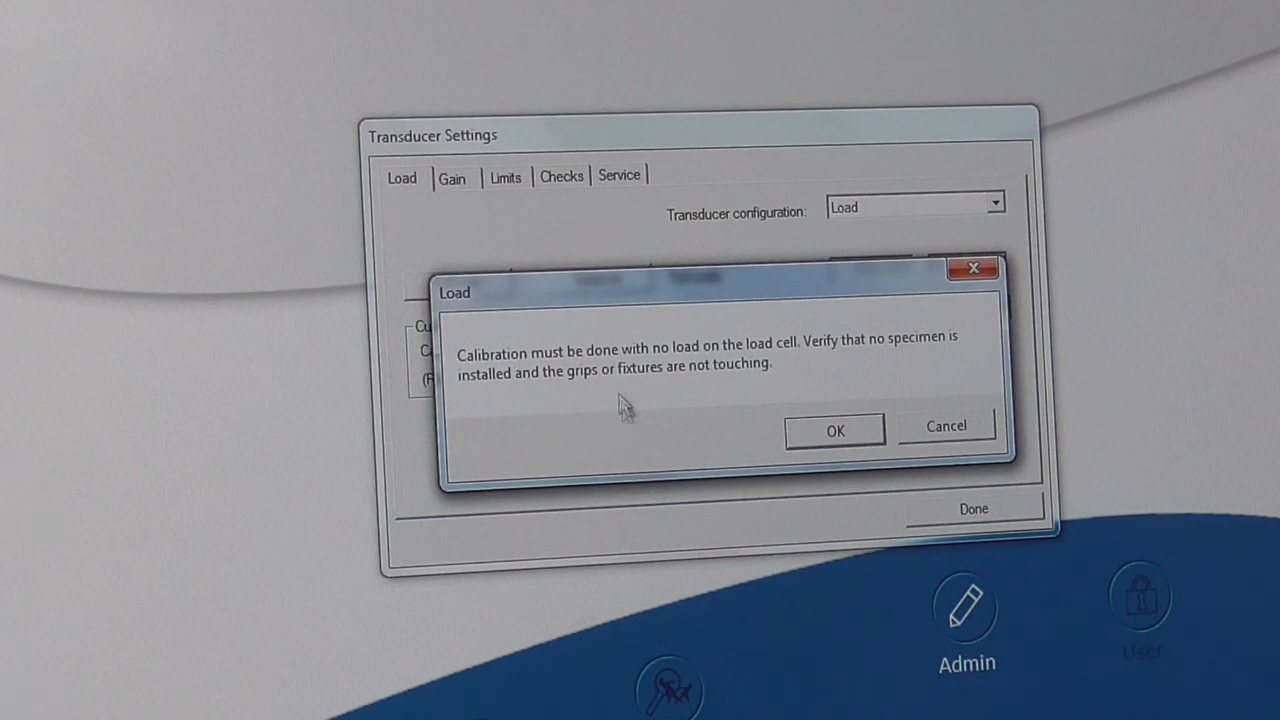 Transducer Settings
Load Gain Limits Checks Service
Transducer configuration: Load
Load
Calibration must be done with no load on the load cell. Verify that no specimen is
installed and the grips or fixtures are not touching.
OK Cancel
Done
Admin
User